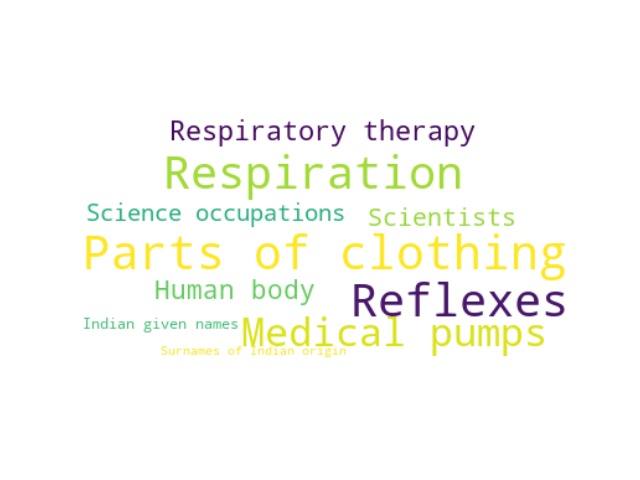 Respiratory therapy
Respiration
Science occupations
Scientists
Parts of clothing
Human body
Reflexes
Indian given names
Medical pumps
Surnames of Indian origin